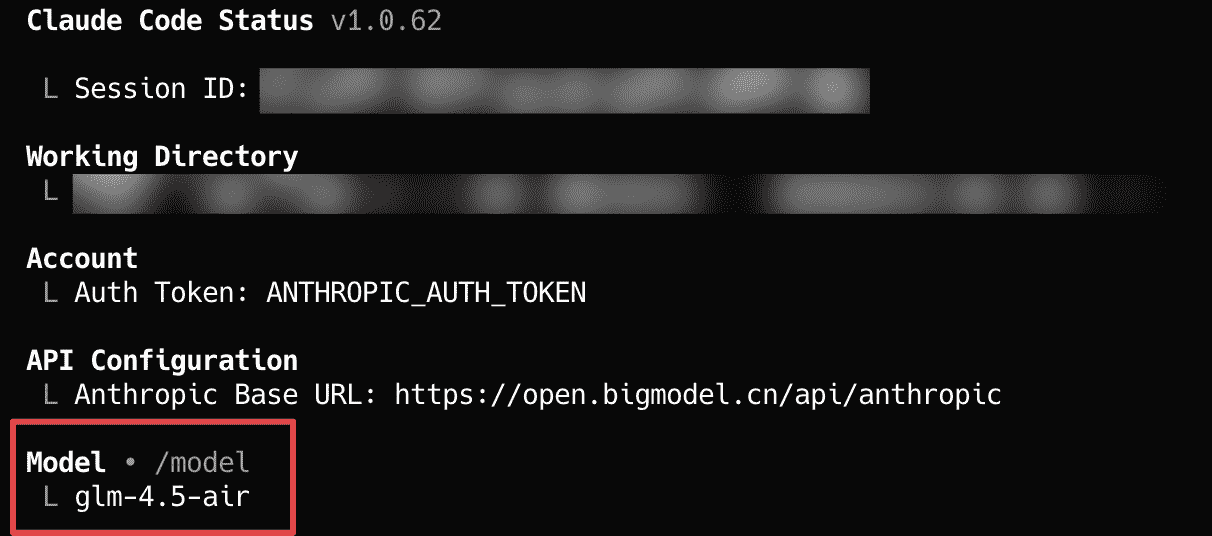 Claude Code Status v1.0.62
L Session ID:
Working Directory
L
Account
L Auth Token: ANTHROPIC_AUTH_TOKEN
API Configuration
L Anthropic Base URL: https://open.bigmodel.cn/api/anthropic
Model • /model
L glm-4.5-air